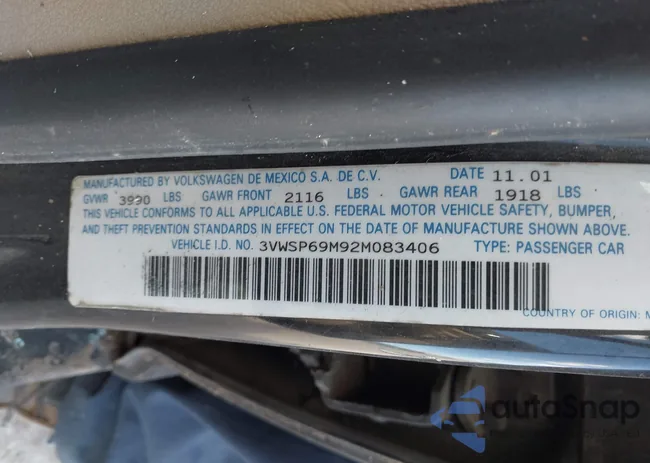 MANUFACTURED BY VOLKSWAGEN DE MEXICO S.A. DE C.V. DATE 11.01
GVWR 3990 LBS GAWR FRONT 2116 LBS GAWR REAR 1918 LBS
THIS VEHICLE CONFORMS TO ALL APPLICABLE U.S. FEDERAL MOTOR VEHICLE SAFETY, BUMPER,
AND THEFT PREVENTION STANDARDS IN EFFECT ON THE DATE OF MANUFACTURE SHOWN ABOVE.
VEHICLE I.D. NO. 3VWSP69M92M083406 TYPE: PASSENGER CAR
COUNTRY OF ORIGIN: M
autoSnap